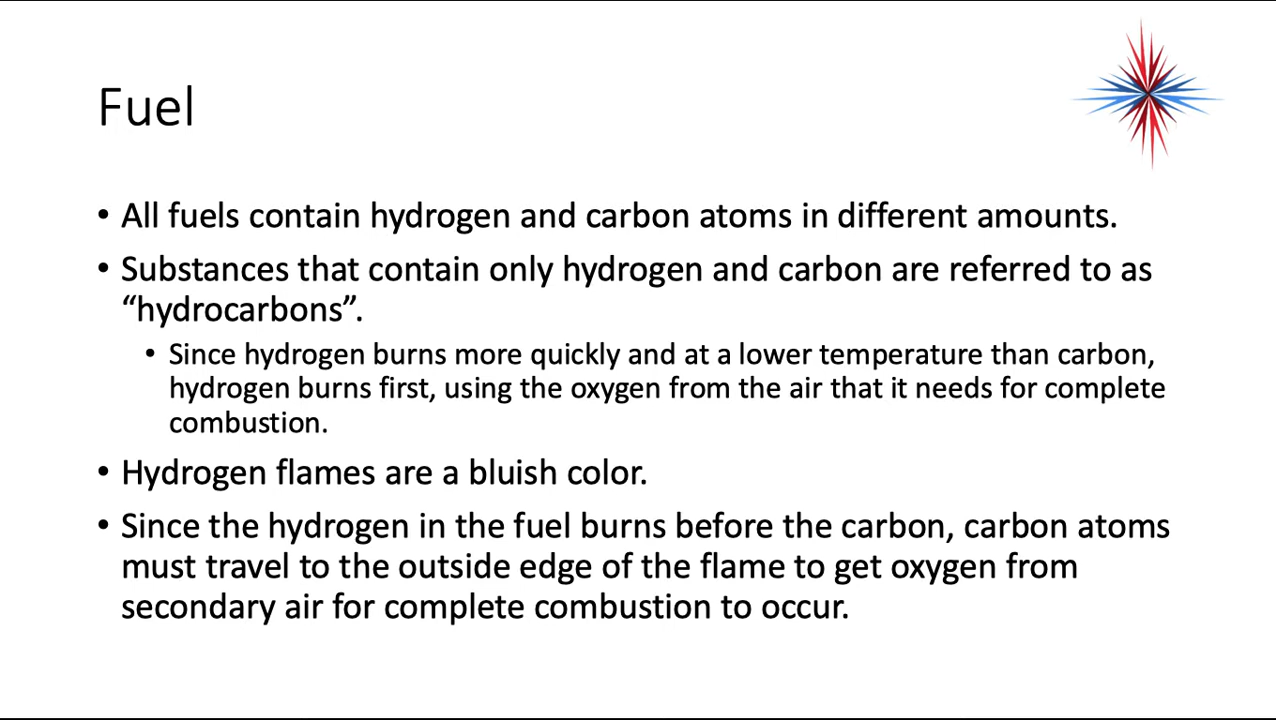 Fuel
• All fuels contain hydrogen and carbon atoms in different amounts.
• Substances that contain only hydrogen and carbon are referred to as
“hydrocarbons”.
• Since hydrogen burns more quickly and at a lower temperature than carbon,
hydrogen burns first, using the oxygen from the air that it needs for complete
combustion.
• Hydrogen flames are a bluish color.
• Since the hydrogen in the fuel burns before the carbon, carbon atoms
must travel to the outside edge of the flame to get oxygen from
secondary air for complete combustion to occur.